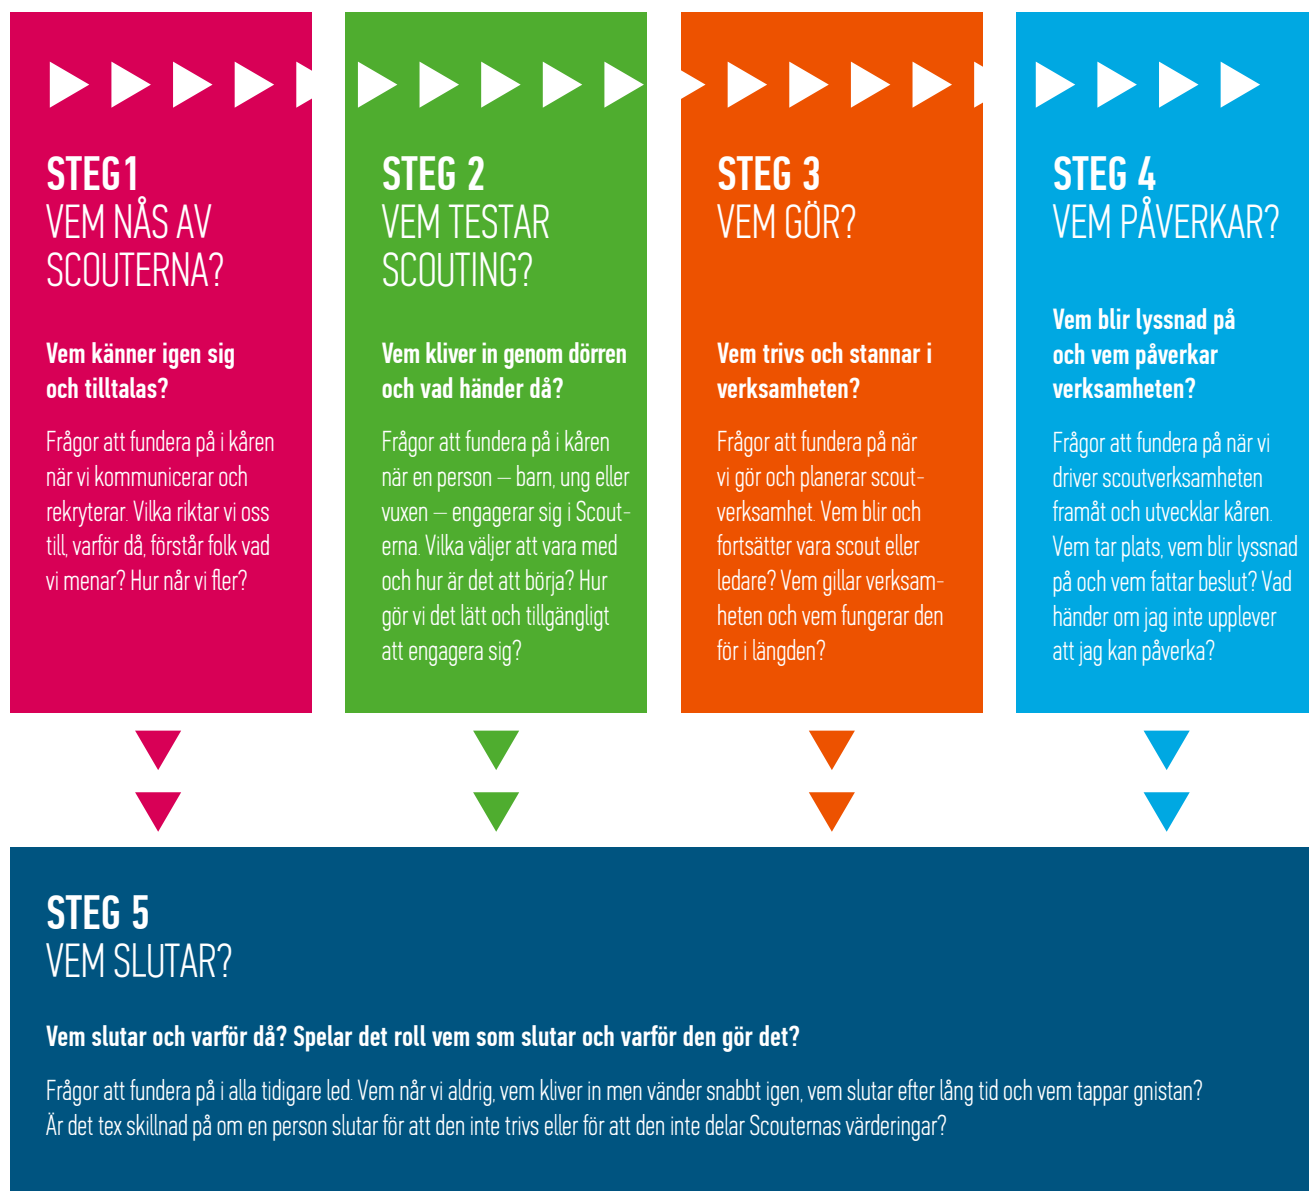 STEG1
VEM NÅS AV
SCOUTERNA?
Vem känner igen sig
och tilltalas?
Frågor att fundera på i kåren
när vi kommunicerar och
rekryterar. Vilka riktar vi oss
till, varför då, förstår folk vad
vi menar? Hur når vi fler?
STEG 2
VEM TESTAR
SCOUTING?
Vem kliver in genom dörren
och vad händer då?
Frågor att fundera på i kåren
när en person – barn, ung eller
vuxen – engagerar sig i Scout-
erna. Vilka väljer att vara med
och hur är det att börja? Hur
gör vi det lätt och tillgängligt
att engagera sig?
STEG 3
VEM GÖR?
Vem trivs och stannar i
verksamheten?
Frågor att fundera på när
vi gör och planerar scout-
verksamhet. Vem blir och
fortsätter vara scout eller
ledare? Vem gillar verksam-
heten och vem fungerar den
för i längden?
STEG 4
VEM PÅVERKAR?
Vem blir lyssnad på
och vem påverkar
verksamheten?
Frågor att fundera på när vi
driver scoutverksamheten
framåt och utvecklar kåren.
Vem tar plats, vem blir lyssnad
på och vem fattar beslut? Vad
händer om jag inte upplever
att jag kan påverka?
STEG 5
VEM SLUTAR?
Vem slutar och varför då? Spelar det roll vem som slutar och varför den gör det?
Frågor att fundera på i alla tidigare led. Vem når vi aldrig, vem kliver in men vänder snabbt igen, vem slutar efter lång tid och vem tappar gnistan?
Är det tex skillnad på om en person slutar för att den inte trivs eller för att den inte delar Scouternas värderingar?